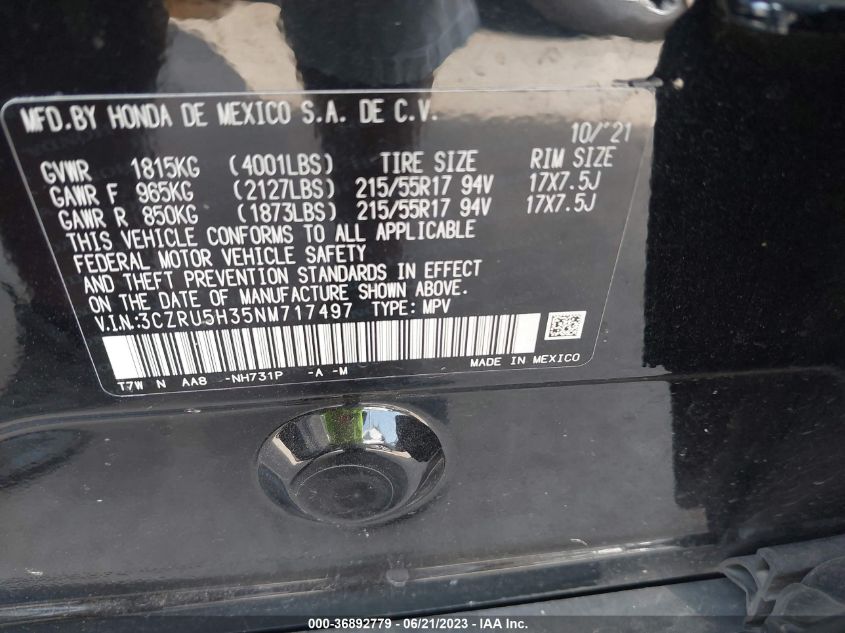 MFD.BY HONDA DE MEXICO S.A. DE C.V.
10/'21
GVWR 1815KG (4001LBS) TIRE SIZE RIM SIZE
GAWR F 965KG (2127LBS) 215/55R17 94V 17X7.5J
GAWR R 850KG (1873LBS) 215/55R17 94V 17X7.5J
THIS VEHICLE CONFORMS TO ALL APPLICABLE
FEDERAL MOTOR VEHICLE SAFETY
AND THEFT PREVENTION STANDARDS IN EFFECT
ON THE DATE OF MANUFACTURE SHOWN ABOVE.
V.I.N:3CZRU5H35NM717497 TYPE: MPV
T7W N AA8 -NH731P -A -M MADE IN MEXICO
000-36892779 - 06/21/2023 - IAA Inc.